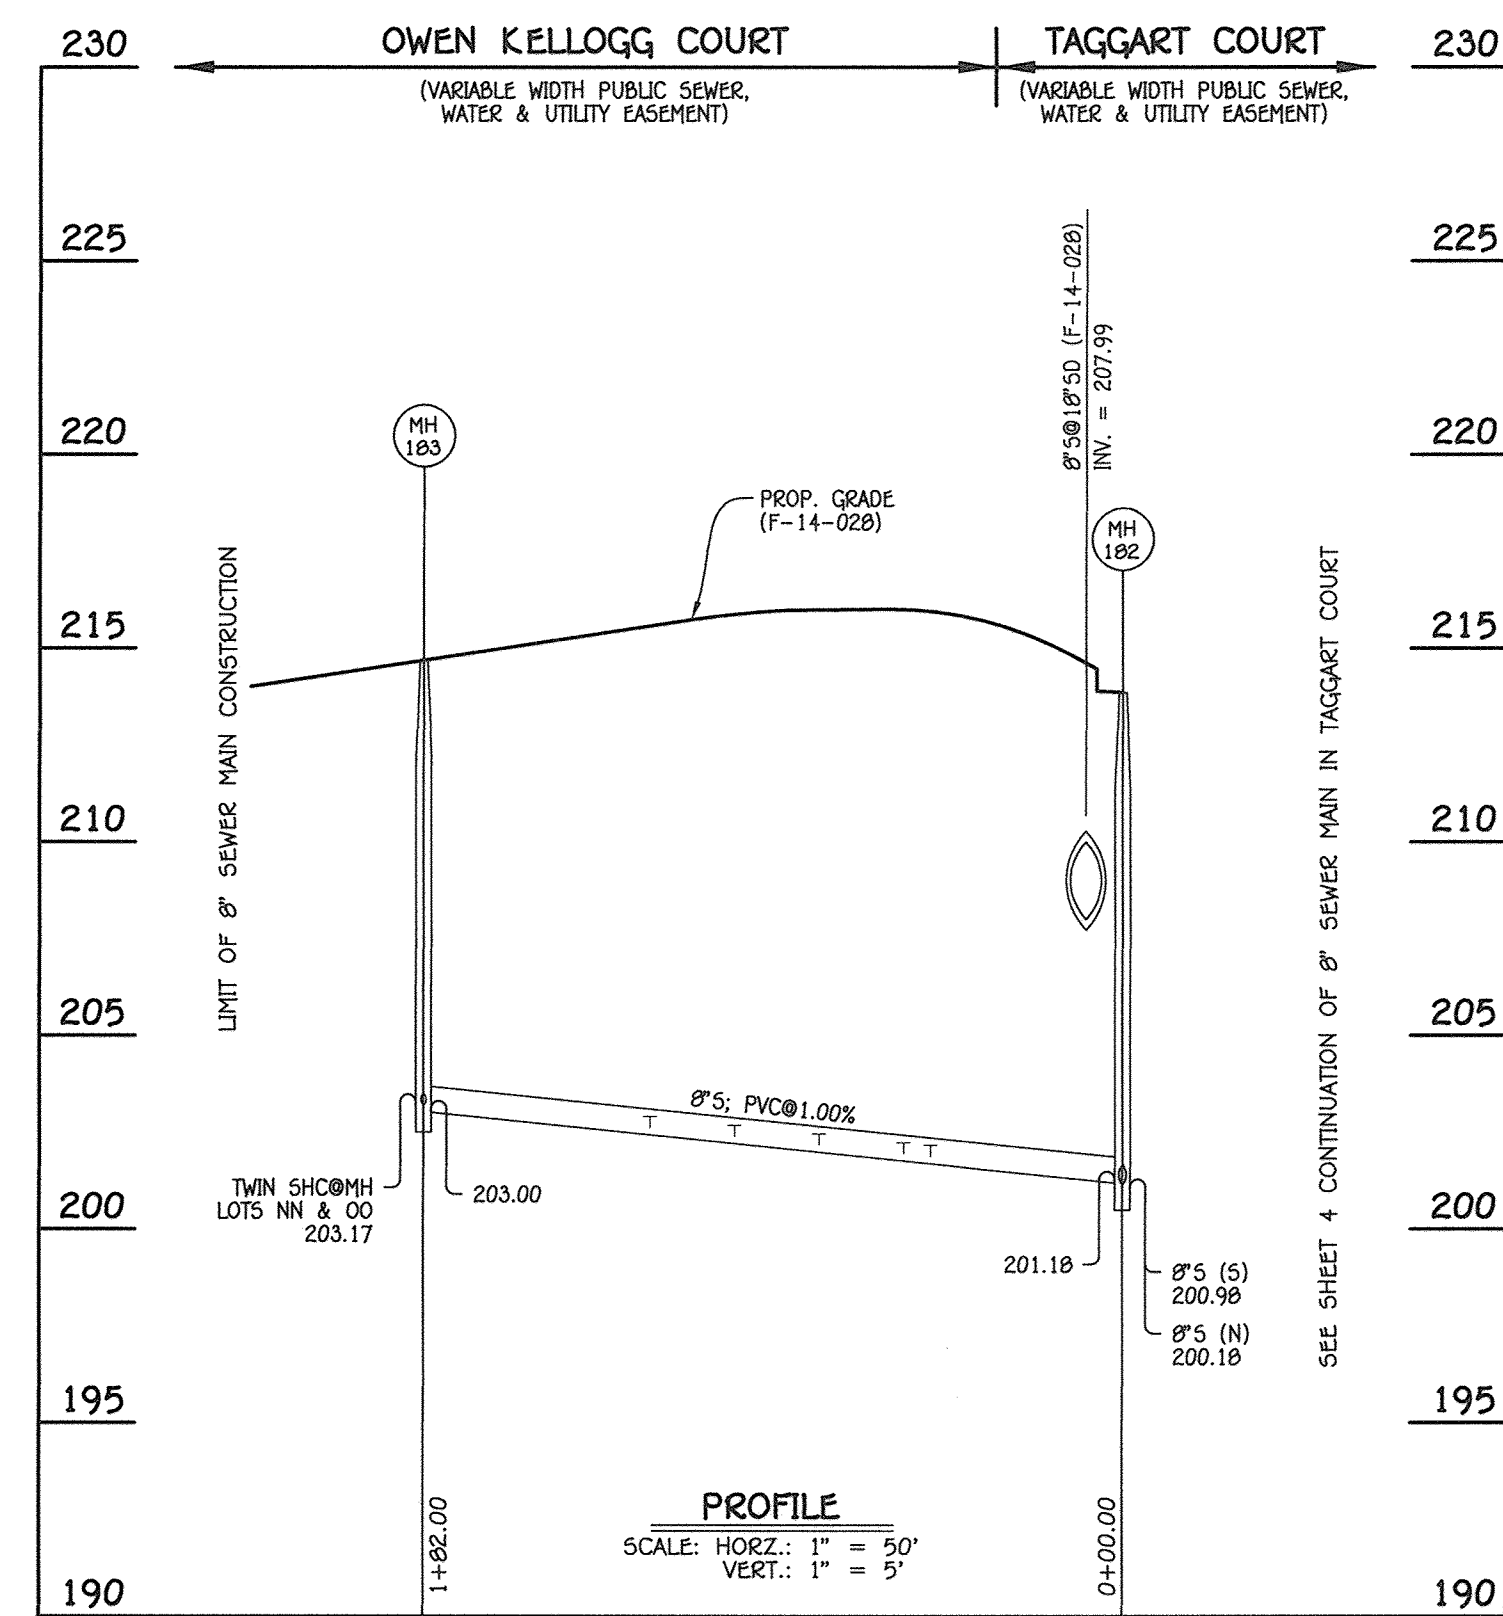 230
OWEN KELLOGG COURT
TAGGART COURT
230
(VARIABLE WIDTH PUBLIC SEWER,
WATER & UTILITY EASEMENT)
(VARIABLE WIDTH PUBLIC SEWER,
WATER & UTILITY EASEMENT)
225
225
8"S@18"SD (F-14-028)
INV. = 207.99
220
220
MH
183
PROP. GRADE
(F-14-028)
MH
182
215
215
LIMIT OF 8" SEWER MAIN CONSTRUCTION
SEE SHEET 4 CONTINUATION OF 8" SEWER MAIN IN TAGGART COURT
210
210
205
205
8"S; PVC@1.00%
T T T T T
TWIN SHC@MH
LOTS NN & OO
203.17
203.00
200
200
201.18
8"S (S)
200.98
8"S (N)
200.18
195
195
1+82.00
PROFILE
SCALE: HORZ.: 1" = 50'
VERT.: 1" = 5'
0+00.00
190
190